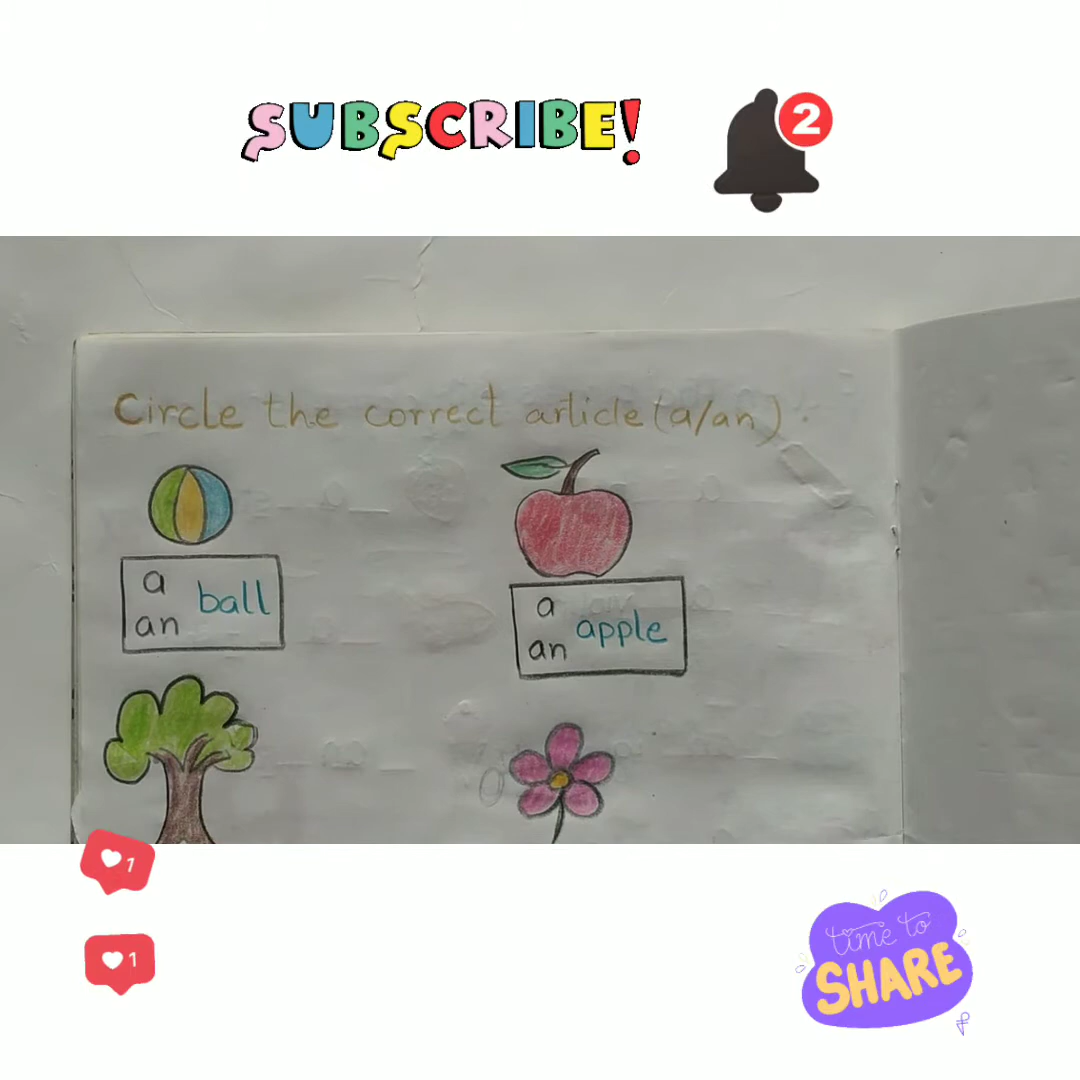 SUBSCRIBE!
2
Circle the correct article (a/an)
a
an
ball
a
an
apple
1
1
time to
SHARE